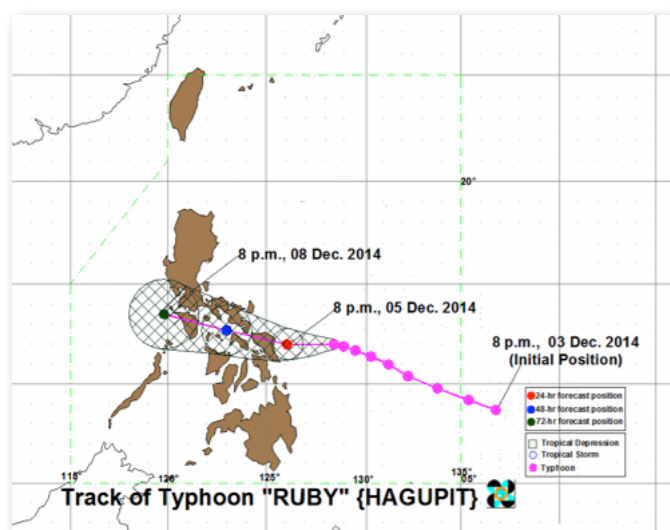 20°
8 p.m., 08 Dec. 2014
8 p.m., 05 Dec. 2014
8 p.m., 03 Dec. 2014
(Initial Position)
24-hr forecast position
48-hr forecast position
72-hr forecast position
Tropical Depression
Tropical Storm
Typhoon
115° 126° 125° 130° 135°
05°
Track of Typhoon "RUBY" {HAGUPIT}